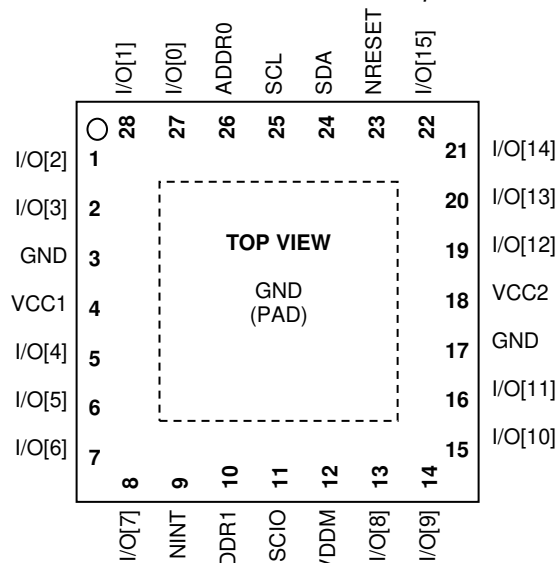 I/O[1]
I/O[0]
ADDR0
SCL
SDA
NRESET
I/O[15]
28
27
26
25
24
23
22
I/O[2] 1
I/O[3] 2
GND 3
VCC1 4
I/O[4] 5
I/O[5] 6
I/O[6] 7
TOP VIEW
GND
(PAD)
21 I/O[14]
20 I/O[13]
19 I/O[12]
18 VCC2
17 GND
16 I/O[11]
15 I/O[10]
8
9
10
11
12
13
14
I/O[7]
NINT
DDR1
SCIO
VDDM
I/O[8]
I/O[9]